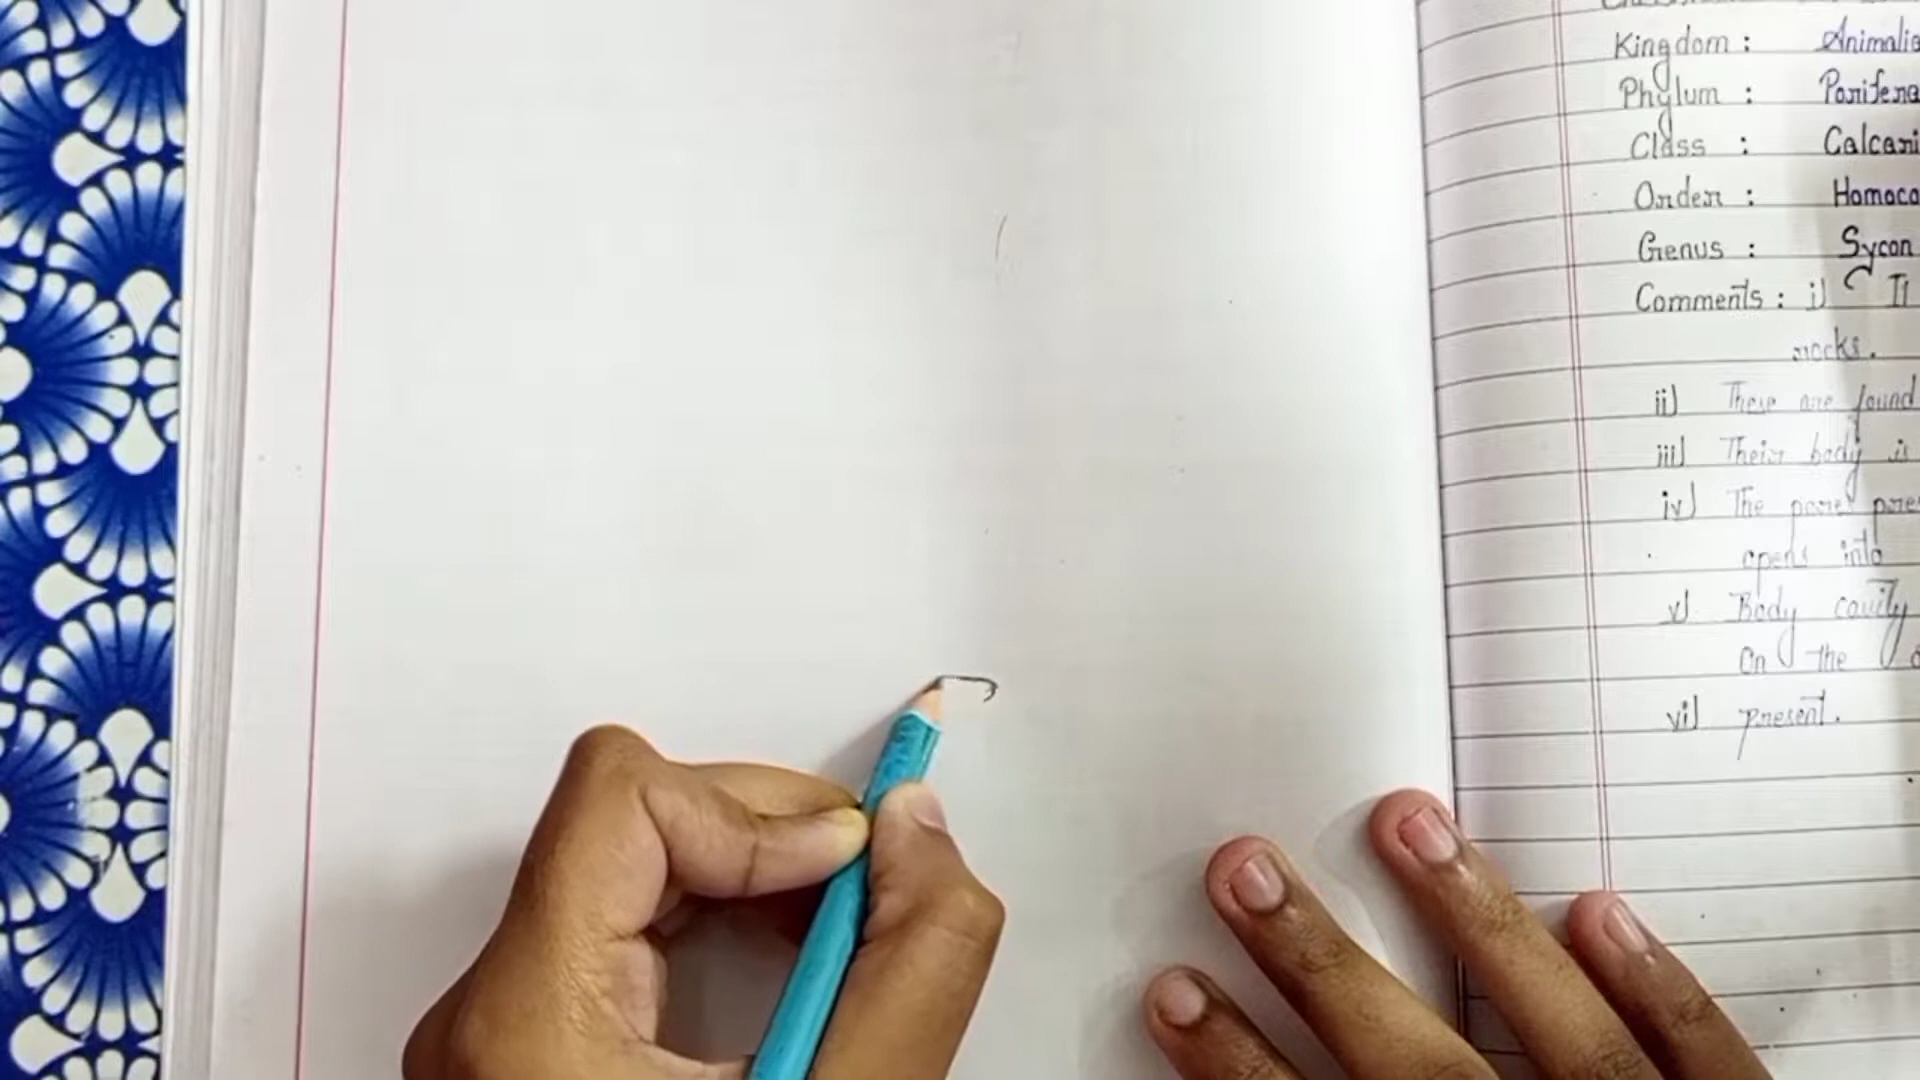 Kingdom : Animalia
Phylum : Porifera
Class : Calcari
Order : Homoco
Genus : Sycon
Comments : i) It
rocks.
ii) These are found
iii) Their body is
iv) The pores pres
opens into
v) Body cavity
On the
vi) present.